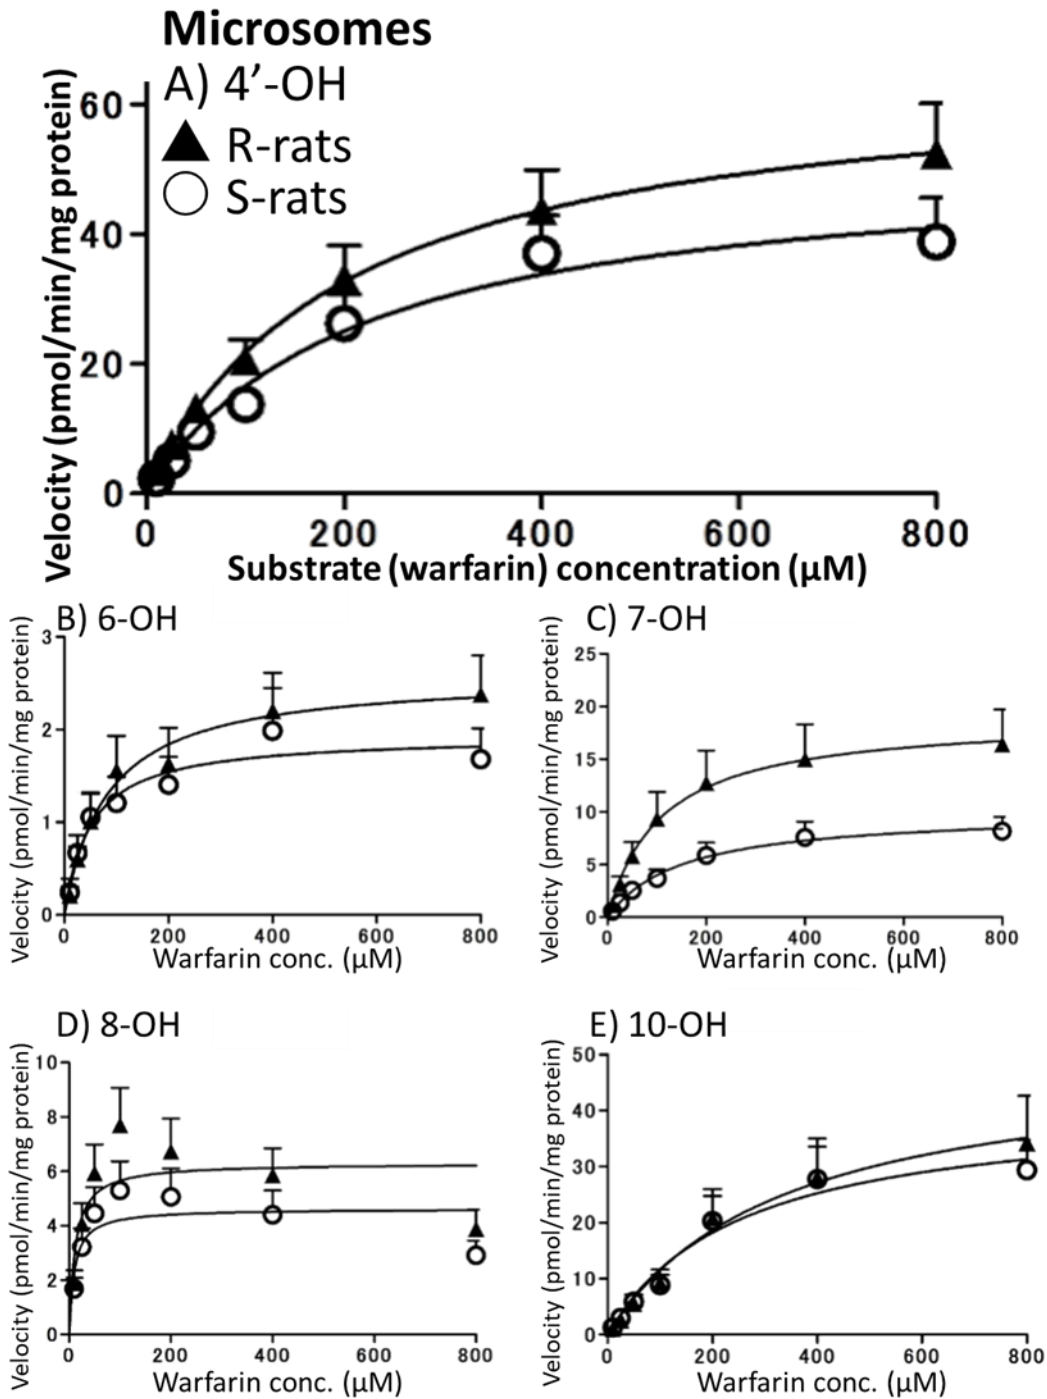 Microsomes
A) 4’-OH
R-rats
S-rats
Velocity (pmol/min/mg protein)
60
40
20
0
0 200 400 600 800
Substrate (warfarin) concentration (µM)
B) 6-OH
Velocity (pmol/min/mg protein)
3
2
1
0
0 200 400 600 800
Warfarin conc. (µM)
C) 7-OH
Velocity (pmol/min/mg protein)
25
20
15
10
5
0
0 200 400 600 800
Warfarin conc. (µM)
D) 8-OH
Velocity (pmol/min/mg protein)
10
8
6
4
2
0
0 200 400 600 800
Warfarin conc. (µM)
E) 10-OH
Velocity (pmol/min/mg protein)
50
40
30
20
10
0
0 200 400 600 800
Warfarin conc. (µM)